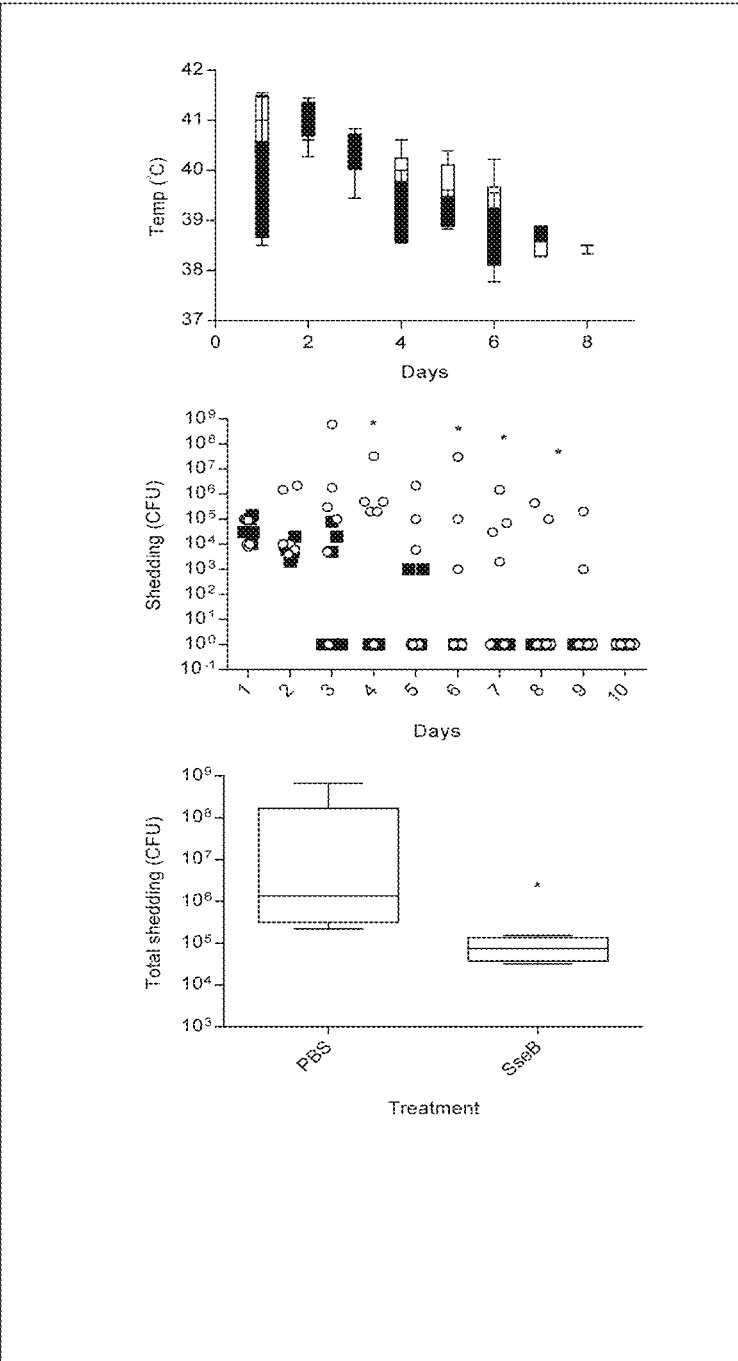 42
41
40
39
38
37
Temp (°C)
0 2 4 6 8
Days
10⁹
10⁸
10⁷
10⁶
10⁵
10⁴
10³
10²
10¹
10⁰
10⁻¹
Shedding (CFU)
* * * *
1 2 3 4 5 6 7 8 9 10
Days
10⁹
10⁸
10⁷
10⁶
10⁵
10⁴
10³
Total shedding (CFU)
*
PBS SseB
Treatment